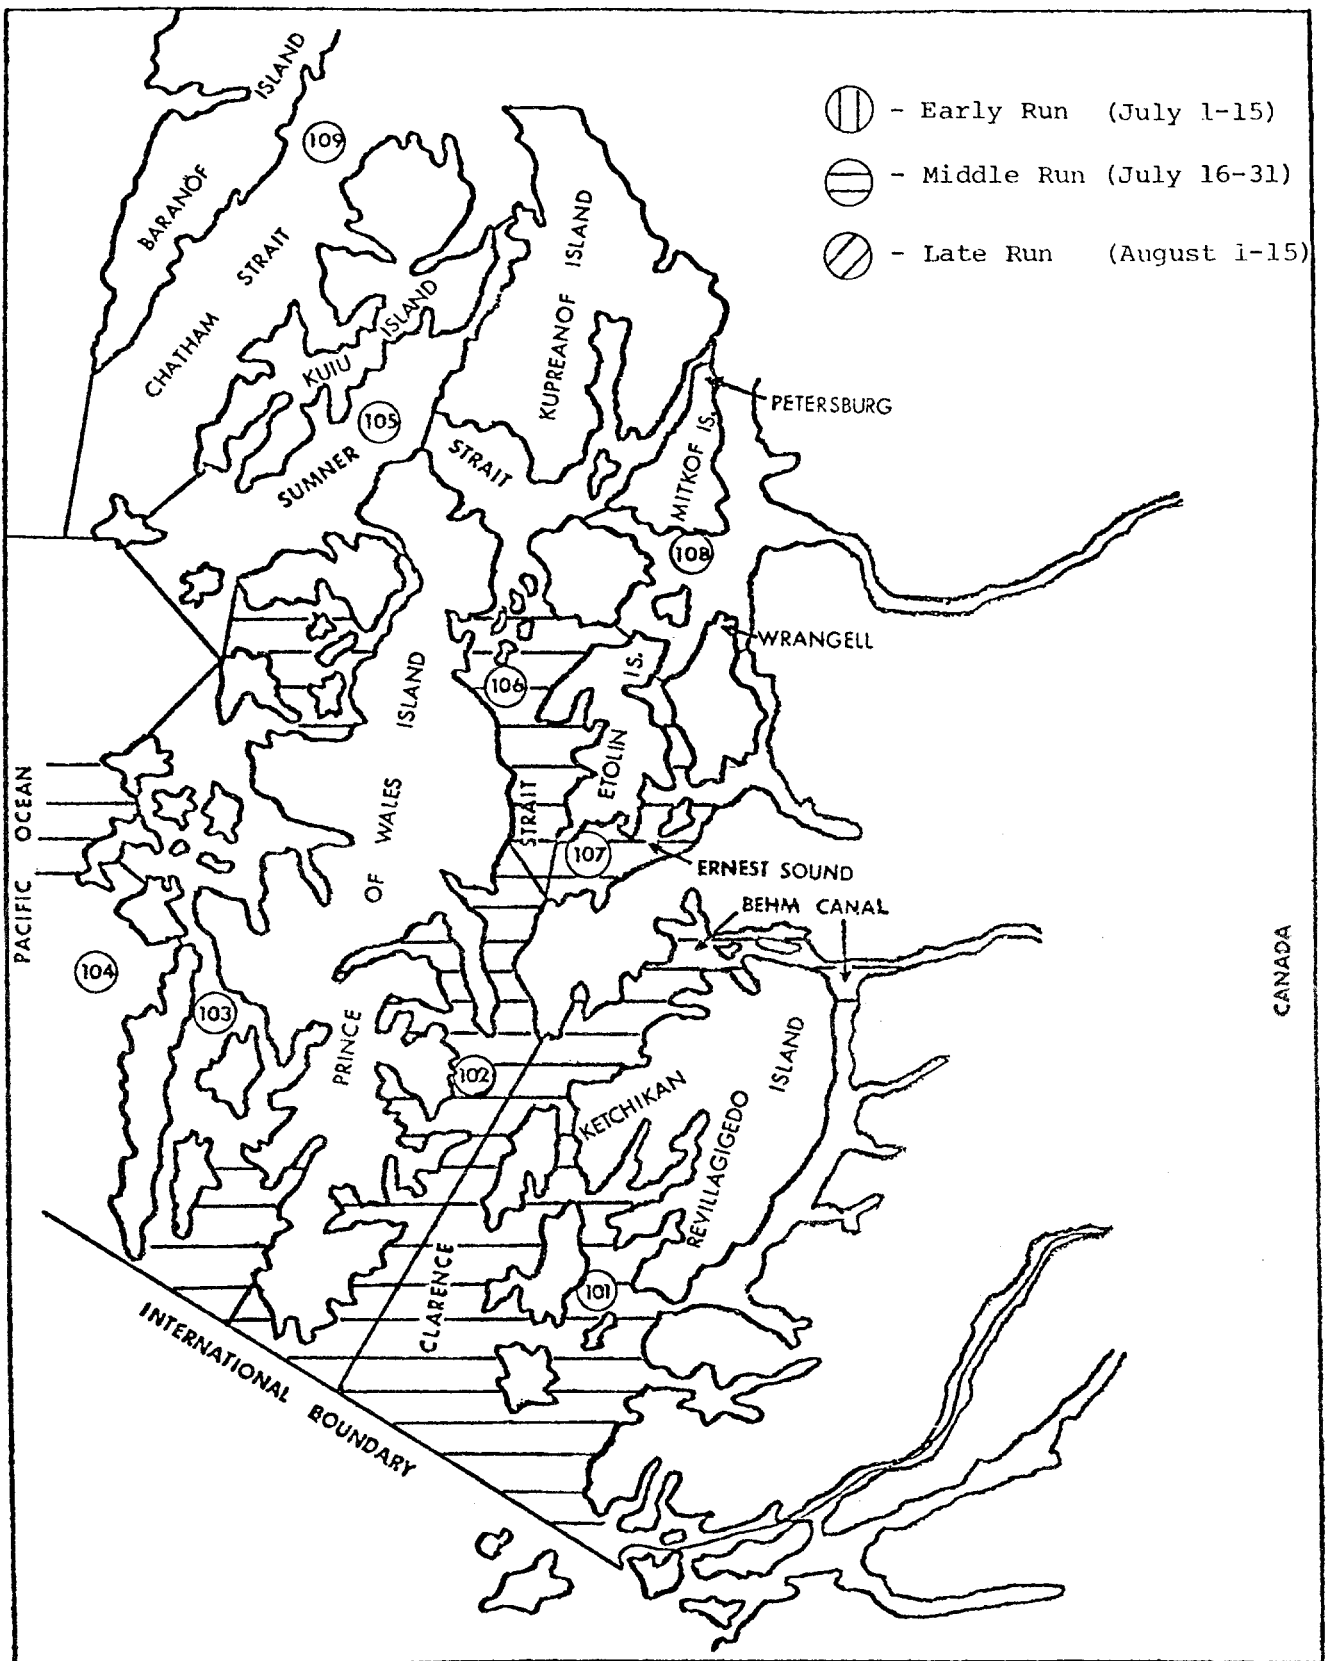 - Early Run (July 1-15)
- Middle Run (July 16-31)
- Late Run (August 1-15)
ISLAND
BARANOF
109
STRAIT
CHATHAM
ISLAND
KUIU
ISLAND
KUPREANOF
PETERSBURG
MITKOF IS.
105
SUMNER
STRAIT
108
WRANGELL
IS.
ETOLIN
106
ISLAND
OF WALES
PRINCE
STRAIT
107
ERNEST SOUND
BEHM CANAL
PACIFIC OCEAN
104
103
102
CANADA
KETCHIKAN
ISLAND
REVILLAGIGEDO
CLARENCE
101
INTERNATIONAL BOUNDARY